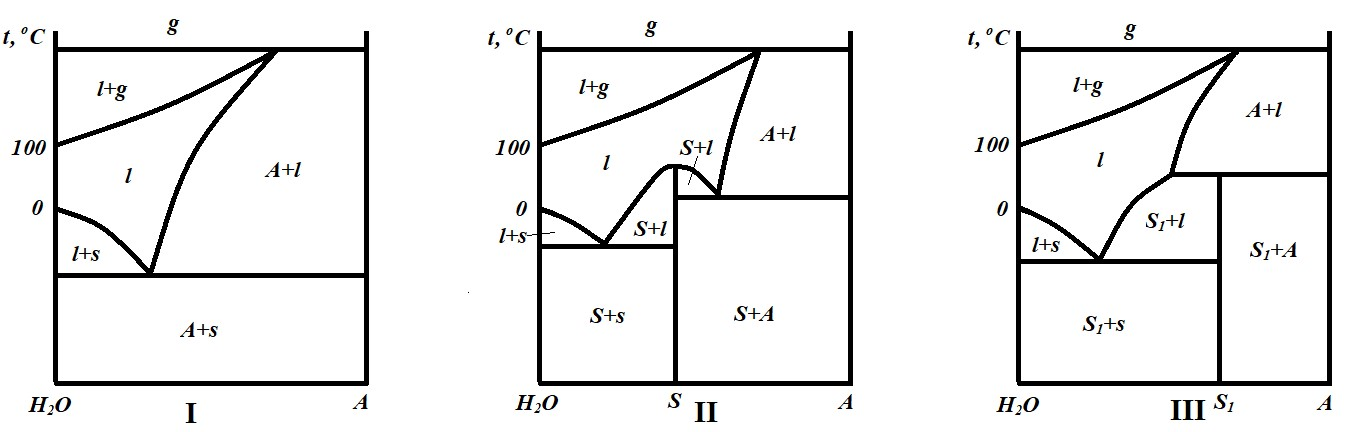 g
t, °C
l+g
100
l
A+l
0
l+s
A+s
H₂O
I
A
g
t, °C
l+g
S+l
A+l
100
l
0
l+s
S+l
S+s
S+A
H₂O
S
II
A
g
t, °C
l+g
A+l
100
l
0
S₁+l
l+s
S₁+A
S₁+s
H₂O
III
S₁
A